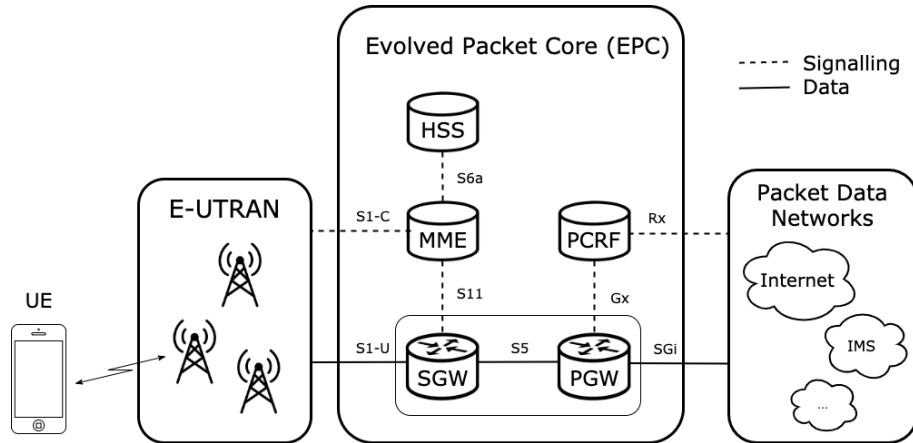 Evolved Packet Core (EPC)
Signalling
Data
HSS
S6a
E-UTRAN
S1-C
MME
PCRF
Rx
Packet Data
Networks
Internet
S11
Gx
UE
S1-U
SGW
S5
PGW
SGi
IMS
...